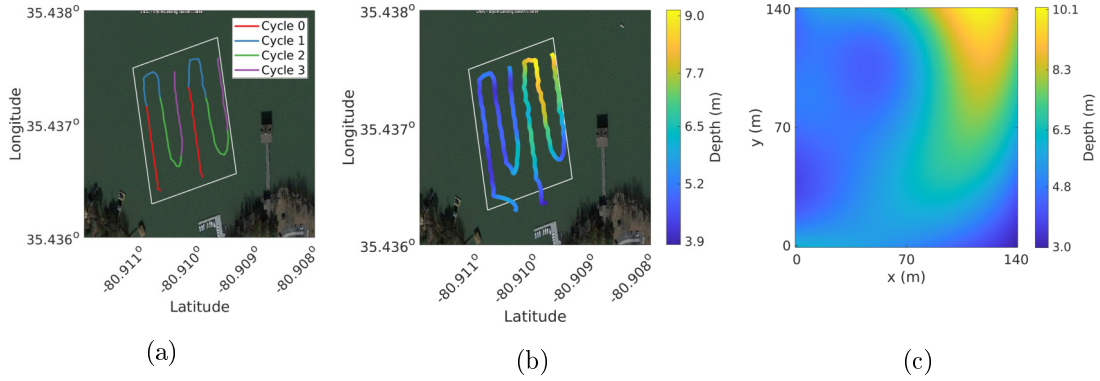 35.438°
35.437°
35.436°
Longitude
-80.911°
-80.910°
-80.909°
-80.908°
Latitude
Cycle 0
Cycle 1
Cycle 2
Cycle 3
(a)
35.438°
35.437°
35.436°
Longitude
-80.911°
-80.910°
-80.909°
-80.908°
Latitude
9.0
7.7
6.5
5.2
3.9
Depth (m)
(b)
140
70
0
y (m)
0
70
140
x (m)
10.1
8.3
6.5
4.8
3.0
Depth (m)
(c)